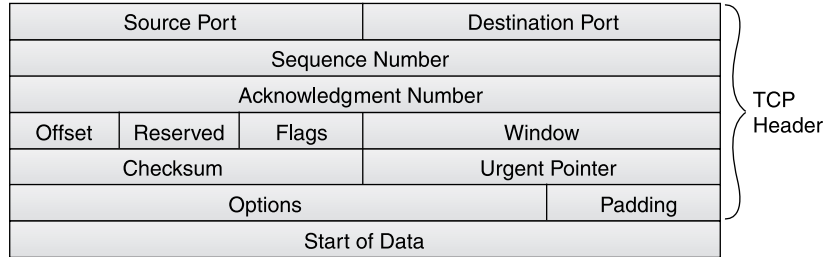 Source Port Destination Port
Sequence Number
Acknowledgment Number
Offset Reserved Flags Window
Checksum Urgent Pointer
Options Padding
Start of Data
TCP
Header